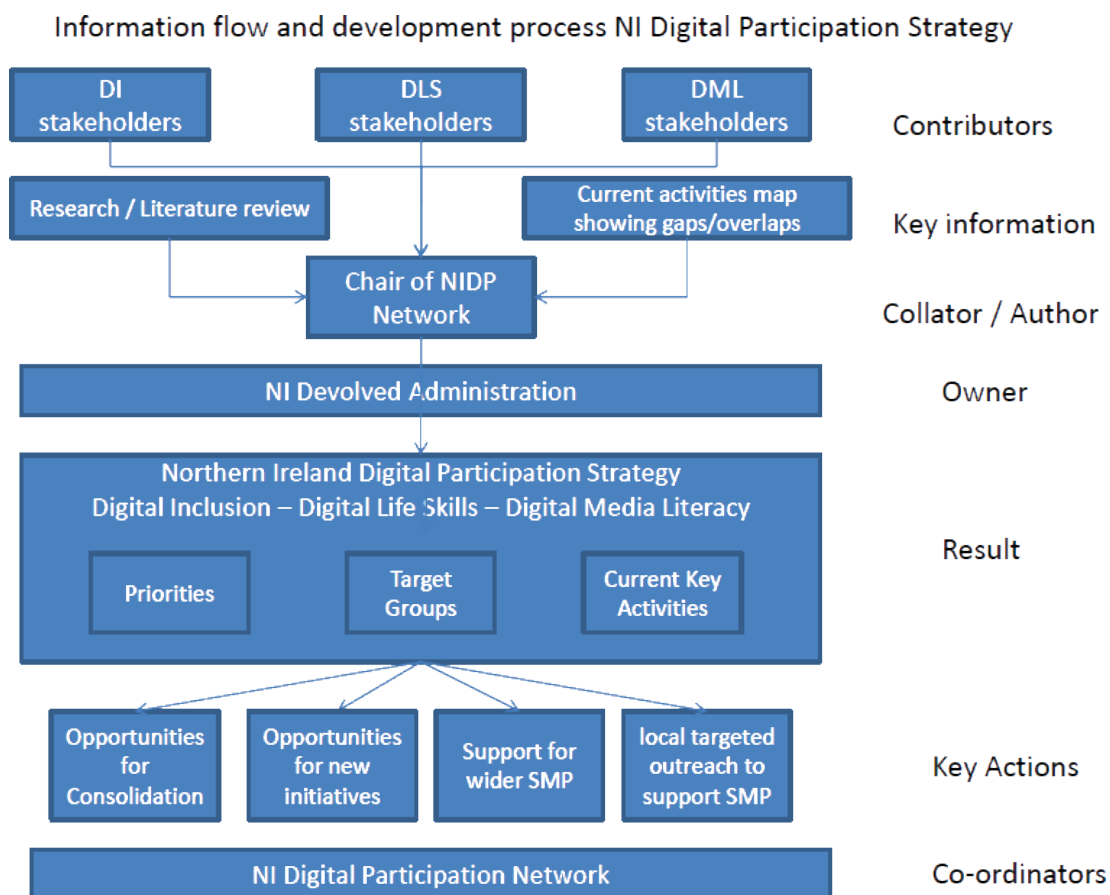 Information flow and development process NI Digital Participation Strategy
DI
stakeholders
DLS
stakeholders
DML
stakeholders
Contributors
Research / Literature review
Current activities map
showing gaps/overlaps
Key information
Chair of NIDP
Network
Collator / Author
NI Devolved Administration
Owner
Northern Ireland Digital Participation Strategy
Digital Inclusion – Digital Life Skills – Digital Media Literacy
Result
Priorities
Target
Groups
Current Key
Activities
Opportunities
for
Consolidation
Opportunities
for new
initiatives
Support for
wider SMP
local targeted
outreach to
support SMP
Key Actions
NI Digital Participation Network
Co-ordinators